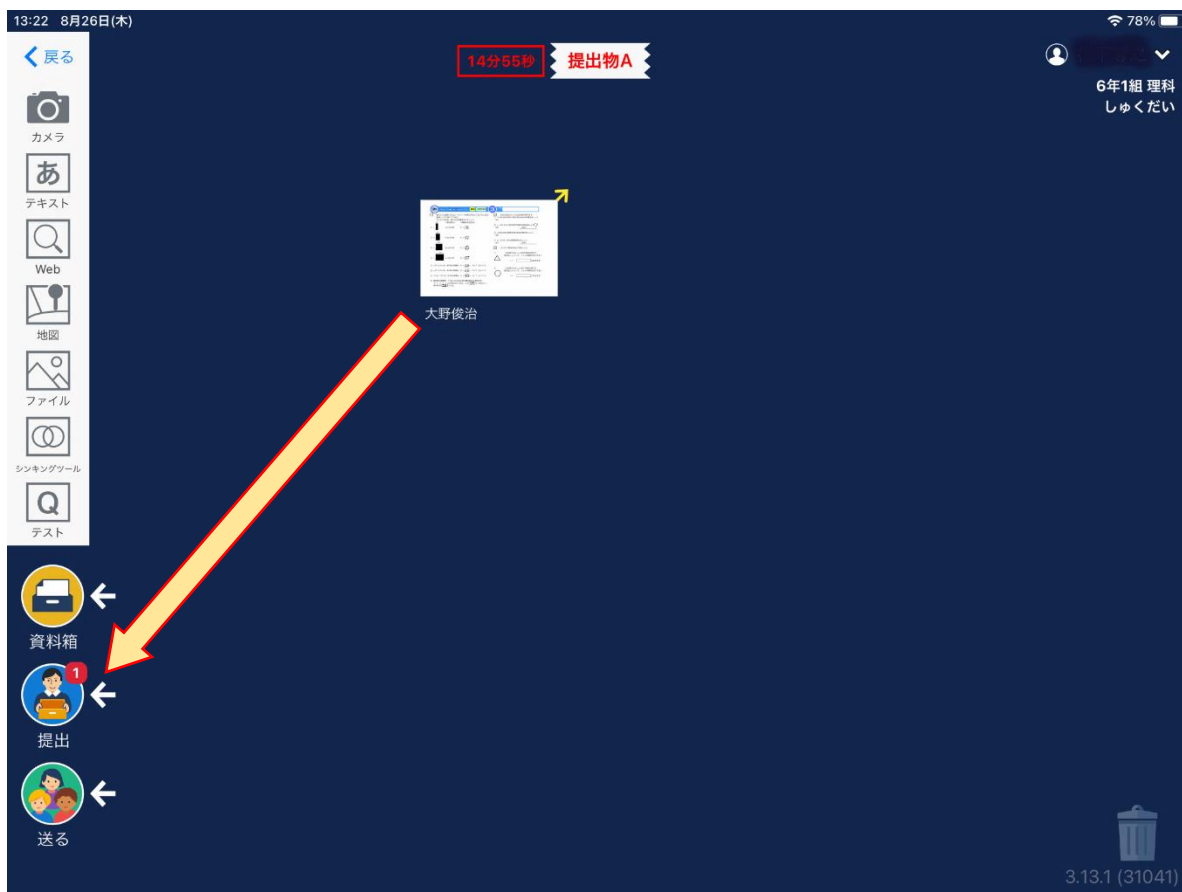 13:22 8月26日(木)
78%
戻る
14分55秒
提出物A
6年1組 理科
しゅくだい
カメラ
あ
テキスト
Web
地図
ファイル
シンキングツール
Q
テスト
大野俊治
資料箱
1
提出
送る
3.13.1 (31041)